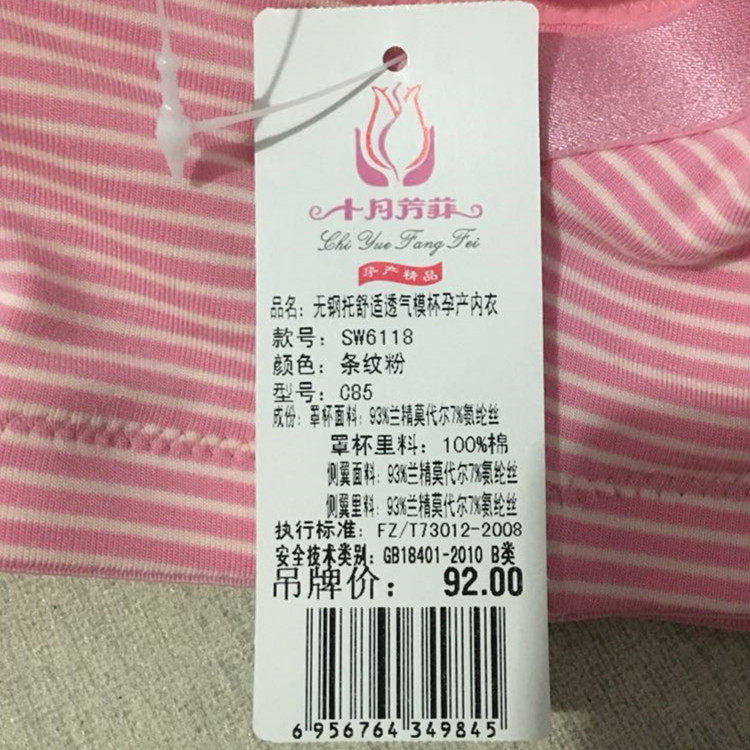 十月芳菲
Chi Yue Fang Fei
孕产精品
品名：无钢托舒适透气模杯孕产内衣
款号：SW6118
颜色：条纹粉
型号：C85
成份：罩杯面料：93%兰精莫代尔7%氨纶丝
罩杯里料：100%棉
侧翼面料：93%兰精莫代尔7%氨纶丝
侧翼里料：93%兰精莫代尔7%氨纶丝
执行标准：FZ/T73012-2008
安全技术类别：GB18401-2010 B类
吊牌价：92.00
6 956764 349845